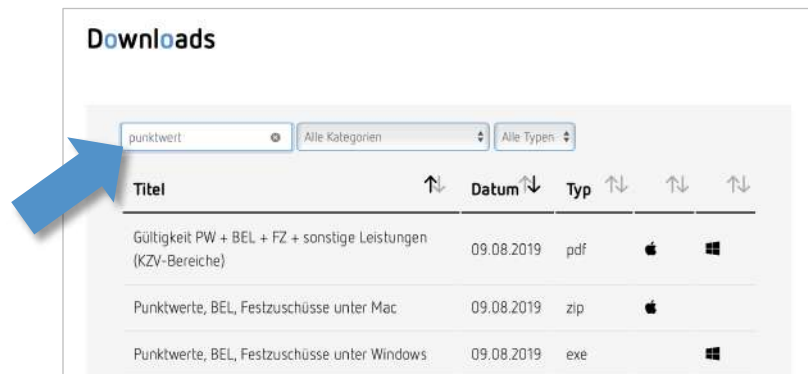 Downloads
punktwert Alle Kategorien Alle Typen
Titel Datum Typ
Gültigkeit PW + BEL + FZ + sonstige Leistungen
(KZV-Bereiche) 09.08.2019 pdf
Punktwerte, BEL, Festzuschüsse unter Mac 09.08.2019 zip
Punktwerte, BEL, Festzuschüsse unter Windows 09.08.2019 exe